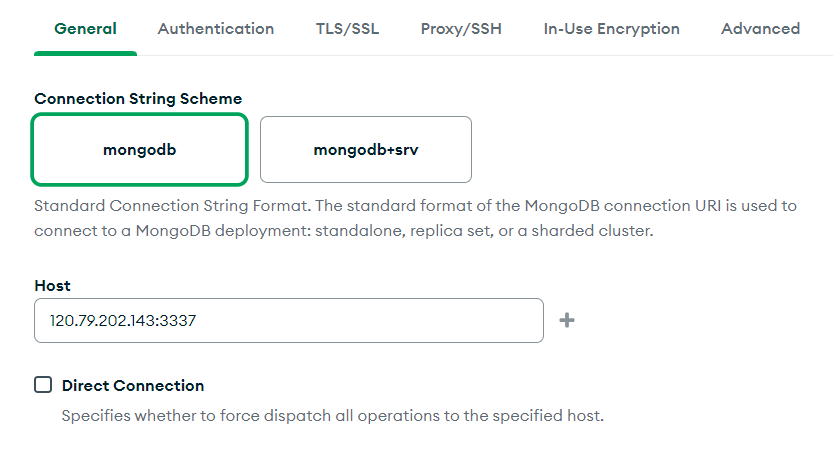 General Authentication TLS/SSL Proxy/SSH In-Use Encryption Advanced
Connection String Scheme
mongodb mongodb+srv
Standard Connection String Format. The standard format of the MongoDB connection URI is used to
connect to a MongoDB deployment: standalone, replica set, or a sharded cluster.
Host
120.79.202.143:3337
Direct Connection
Specifies whether to force dispatch all operations to the specified host.